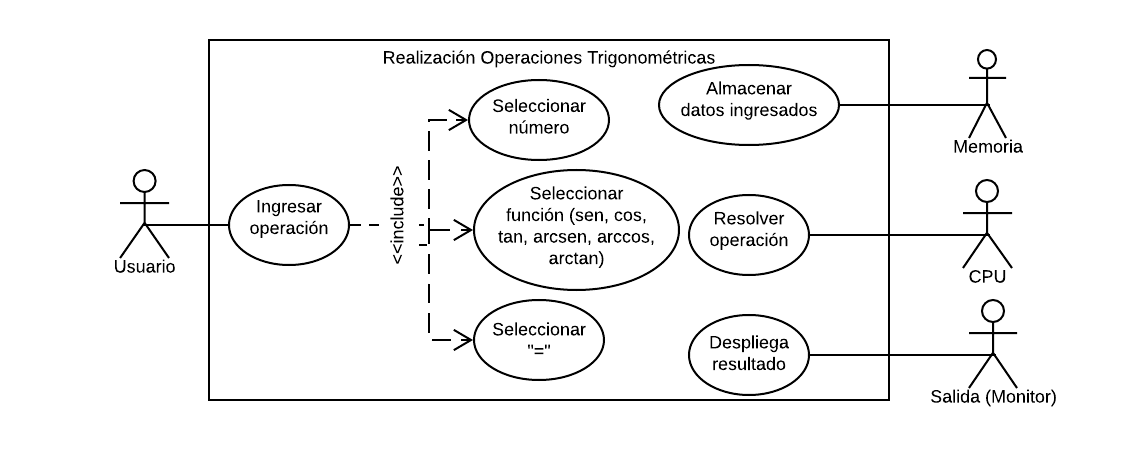 Realización Operaciones Trigonométricas
Usuario
Ingresar
operación
<<include>>
Seleccionar
número
Seleccionar
función (sen, cos,
tan, arcsen, arccos,
arctan)
Seleccionar
"="
Almacenar
datos ingresados
Resolver
operación
Despliega
resultado
Memoria
CPU
Salida (Monitor)